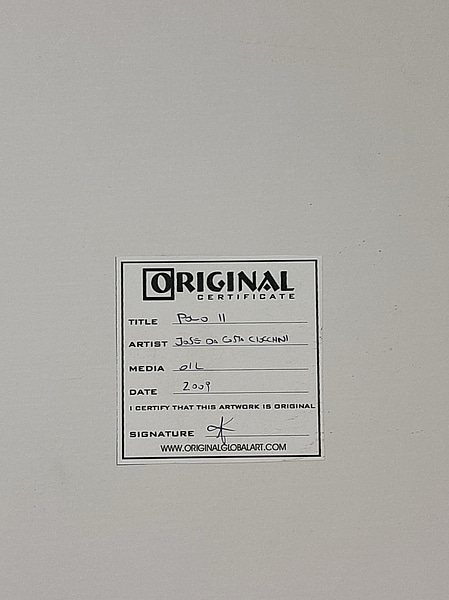 ORIGINAL
CERTIFICATE
TITLE Polo II
ARTIST JOSE DA COSTA
MEDIA OIL
DATE 2009
I CERTIFY THAT THIS ARTWORK IS ORIGINAL
SIGNATURE
WWW.ORIGINALGLOBALART.COM